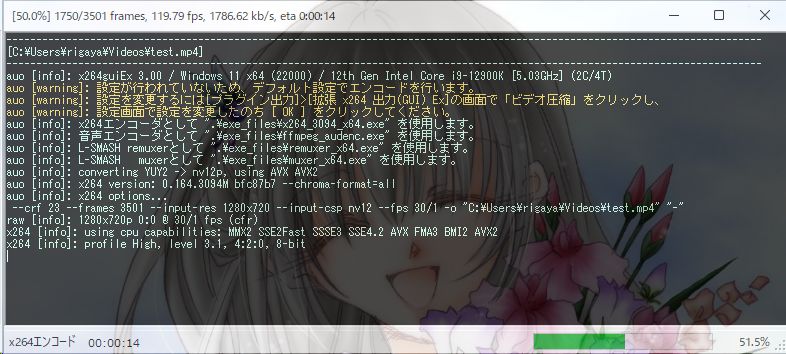 [50.0%] 1750/3501 frames, 119.79 fps, 1786.62 kb/s, eta 0:00:14
[C:¥Users¥rigaya¥Videos¥test.mp4]
auo [info]: x264guiEx 3.00 / Windows 11 x64 (22000) / 12th Gen Intel Core i9-12900K [5.03GHz] (2C/4T)
auo [warning]: 設定が行われていないため、デフォルト設定でエンコードを行います。
auo [warning]: 設定を変更するには[プラグイン出力]>[拡張 x264 出力(GUI) Ex]の画面で「ビデオ圧縮」をクリックし、
auo [warning]: 設定画面で設定を変更したのち [ OK ] をクリックしてください。
auo [info]: x264エンコーダとして ".¥exe_files¥x264_3094_x64.exe" を使用します。
auo [info]: 音声エンコーダとして ".¥exe_files¥ffmpeg_audenc.exe" を使用します。
auo [info]: L-SMASH remuxerとして ".¥exe_files¥remuxer_x64.exe" を使用します。
auo [info]: L-SMASH   muxerとして ".¥exe_files¥muxer_x64.exe" を使用します。
auo [info]: converting YUY2 -> nv12p, using AVX AVX2
auo [info]: x264 version: 0.164.3094M bfc87b7 --chroma-format=all
auo [info]: x264 options...
--crf 23 --frames 3501 --input-res 1280x720 --input-csp nv12 --fps 30/1 -o "C:¥Users¥rigaya¥Videos¥test.mp4" "-"
raw [info]: 1280x720p 0:0 @ 30/1 fps (cfr)
x264 [info]: using cpu capabilities: MMX2 SSE2Fast SSSE3 SSE4.2 AVX FMA3 BMI2 AVX2
x264 [info]: profile High, level 3.1, 4:2:0, 8-bit
x264エンコード 00:00:14 51.5%